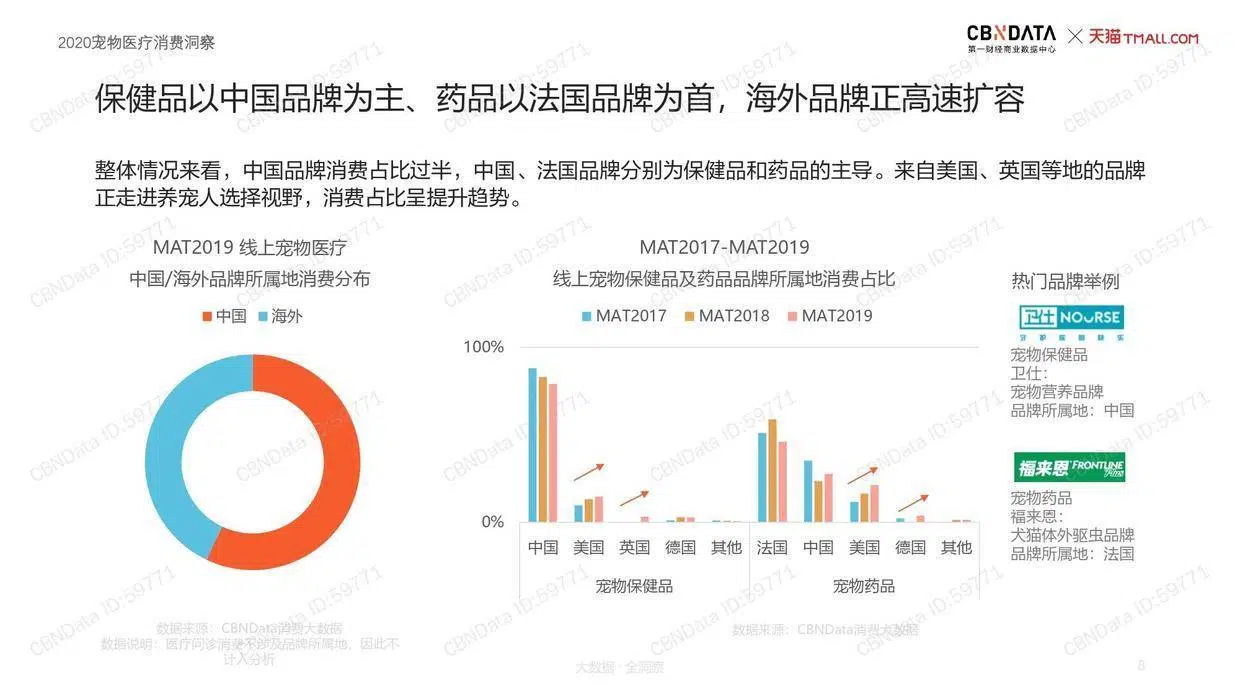 2020宠物医疗消费洞察
CBNDATA
第一财经商业数据中心
天猫TMALL.COM
保健品以中国品牌为主、药品以法国品牌为首，海外品牌正高速扩容
整体情况来看，中国品牌消费占比过半，中国、法国品牌分别为保健品和药品的主导。来自美国、英国等地的品牌
正走进养宠人选择视野，消费占比呈提升趋势。
MAT2019 线上宠物医疗
中国/海外品牌所属地消费分布
中国 海外
MAT2017-MAT2019
线上宠物保健品及药品品牌所属地消费占比
MAT2017 MAT2018 MAT2019
100%
0%
中国 美国 英国 德国 其他 法国 中国 美国 德国 其他
宠物保健品 宠物药品
热门品牌举例
卫仕 NOURSE
宠物保健品
卫仕：
宠物营养品牌
品牌所属地：中国
福来恩 FRONTLINE
宠物药品
福来恩：
犬猫体外驱虫品牌
品牌所属地：法国
数据来源：CBNData消费大数据
数据说明：医疗问诊消费不涉及品牌所属地，因此不
计入分析
数据来源：CBNData消费大数据
大数据·全洞察
8
CBNData ID:59771